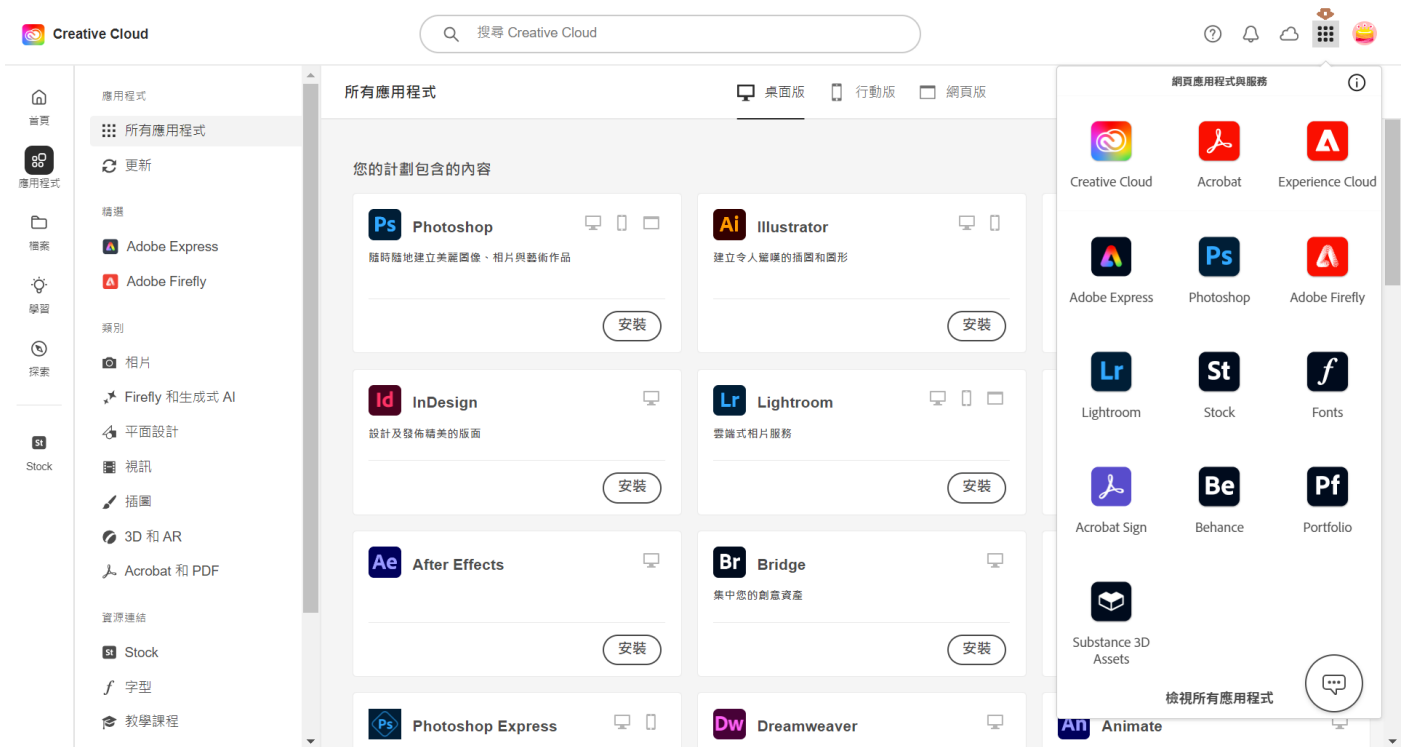 Creative Cloud
搜尋 Creative Cloud
首頁
應用程式
檔案
學習
探索
St
Stock
應用程式
所有應用程式
更新
精選
Adobe Express
Adobe Firefly
類別
相片
Firefly 和生成式 AI
平面設計
視訊
插圖
3D 和 AR
Acrobat 和 PDF
資源連結
St Stock
字型
教學課程
所有應用程式
桌面版
行動版
網頁版
您的計劃包含的內容
Ps Photoshop
隨時隨地建立美麗圖像、相片與藝術作品
安裝
Ai Illustrator
建立令人驚嘆的插圖和圖形
安裝
Id InDesign
設計及發佈精美的版面
安裝
Lr Lightroom
雲端式相片服務
安裝
Ae After Effects
安裝
Br Bridge
集中您的創意資產
安裝
Ps Photoshop Express
Dw Dreamweaver
An Animate
網頁應用程式與服務
Creative Cloud
Acrobat
Experience Cloud
Adobe Express
Ps
Photoshop
Adobe Firefly
Lr
Lightroom
St
Stock
f
Fonts
Acrobat Sign
Be
Behance
Pf
Portfolio
Substance 3D
Assets
檢視所有應用程式